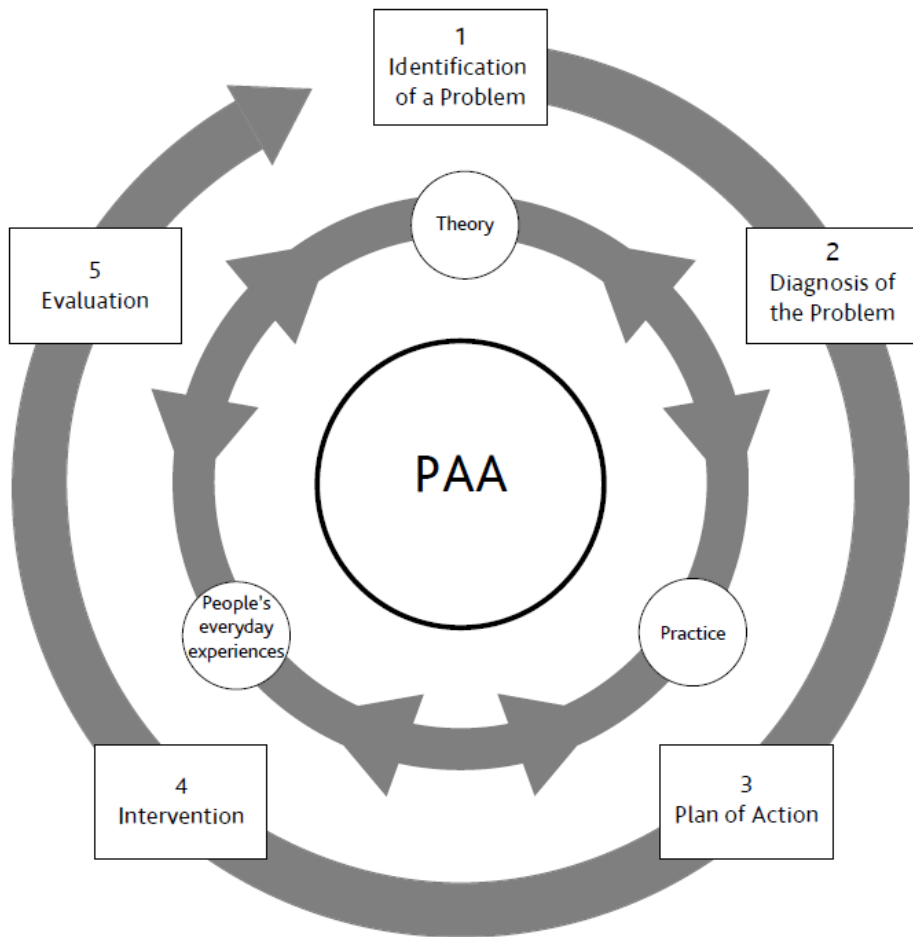 1
Identification
of a Problem
2
Diagnosis of
the Problem
3
Plan of Action
4
Intervention
5
Evaluation
Theory
Practice
People's
everyday
experiences
PAA